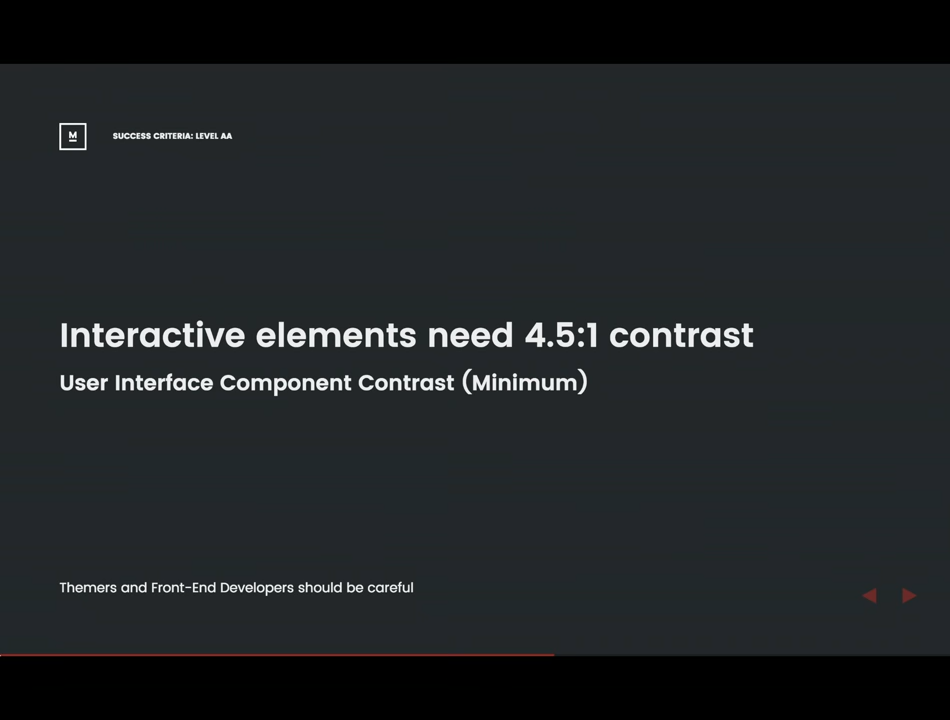 M
SUCCESS CRITERIA: LEVEL AA
Interactive elements need 4.5:1 contrast
User Interface Component Contrast (Minimum)
Themers and Front-End Developers should be careful